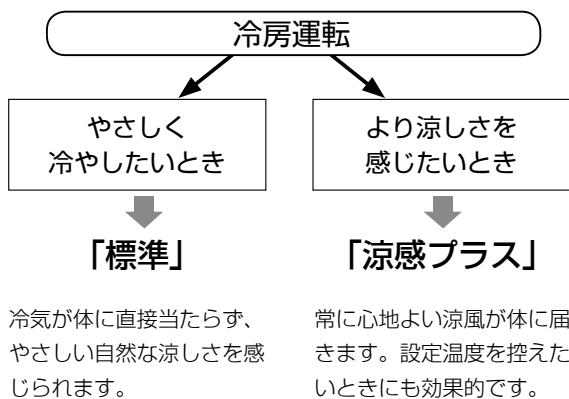 冷房運転
やさしく
冷やしたいとき
より涼しさを
感じたいとき
「標準」
「涼感プラス」
冷気が体に直接当たらず、
やさしい自然な涼しさを感
じられます。
常に心地よい涼風が体に届
きます。設定温度を控えた
いときにも効果的です。